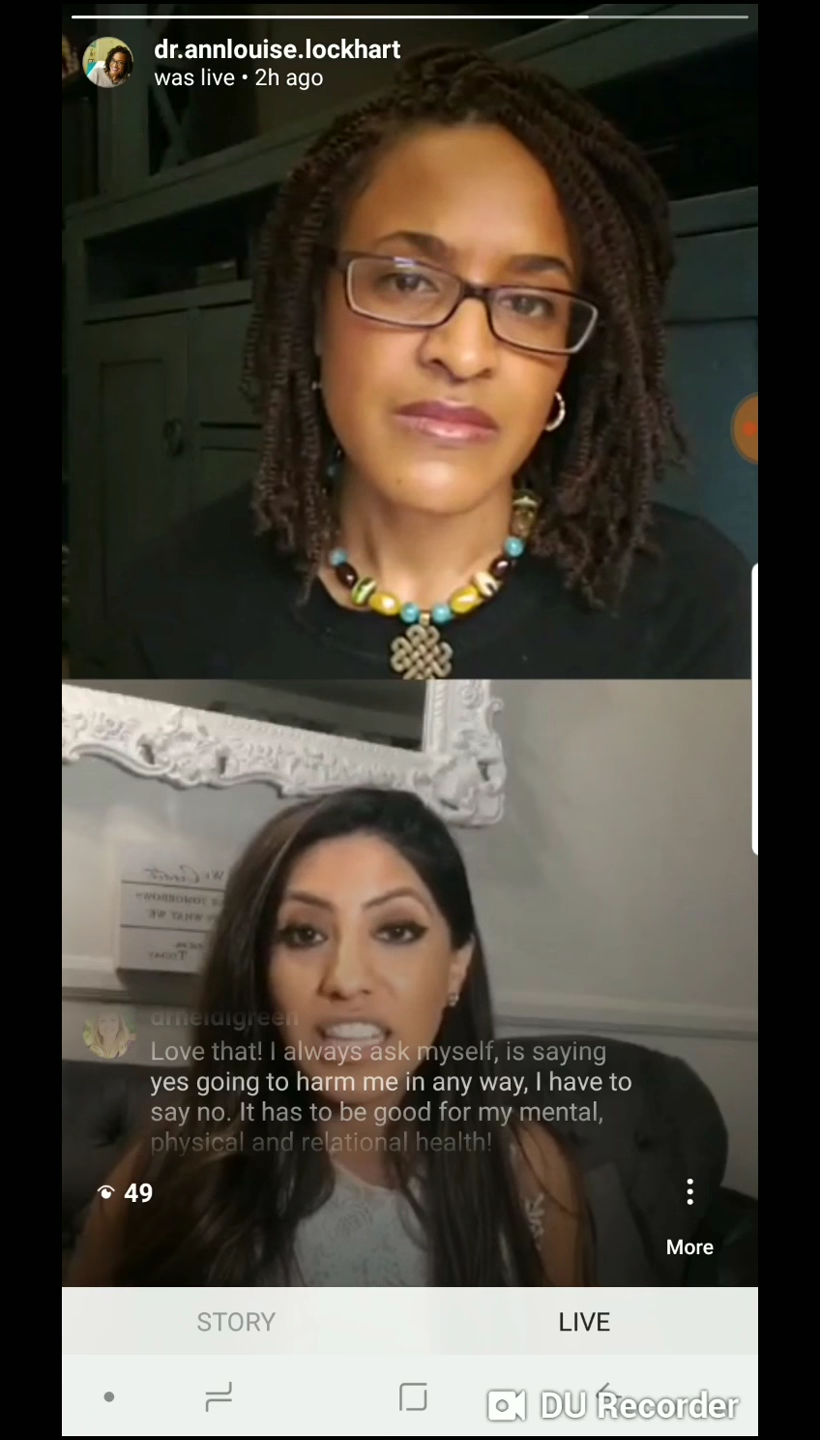 dr.annlouise.lockhart
was live • 2h ago
drheidigreen
Love that! I always ask myself, is saying
yes going to harm me in any way, I have to
say no. It has to be good for my mental,
physical and relational health!
49
More
STORY
LIVE
DU Recorder